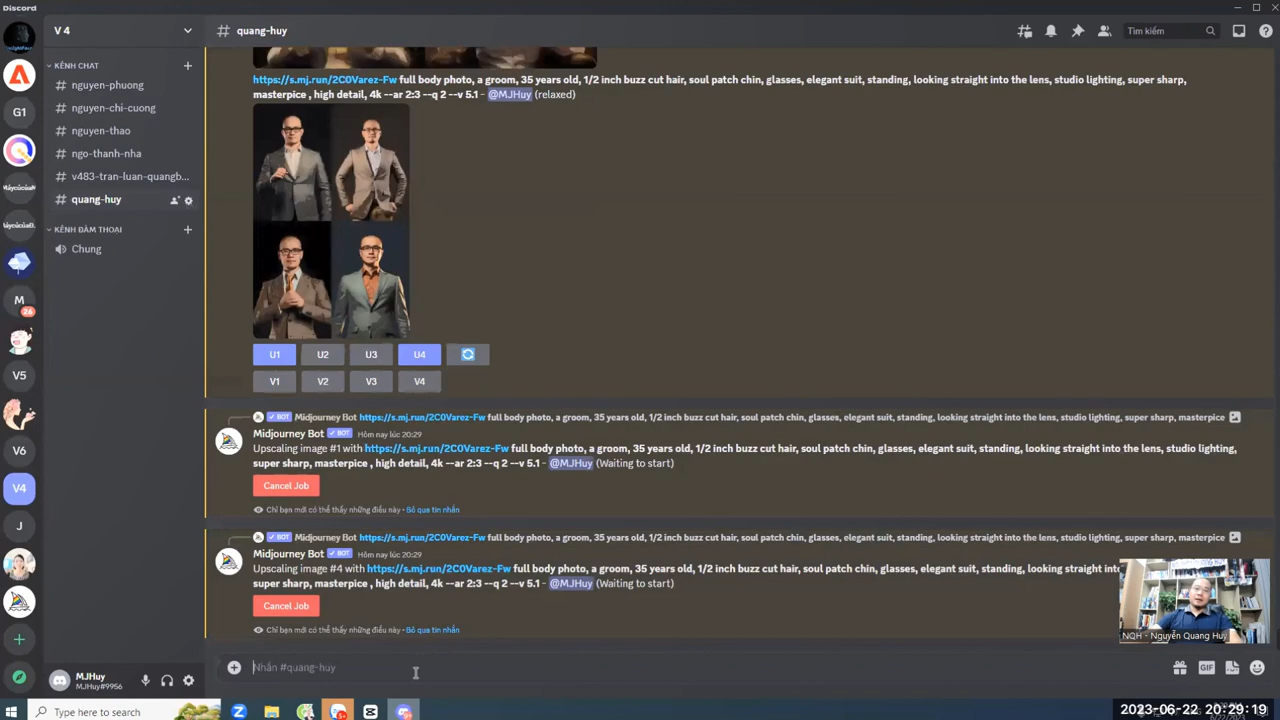 Discord
V 4
# quang-huy
Tìm kiếm
KÊNH CHAT
# nguyen-phuong
# nguyen-chi-cuong
# nguyen-thao
# ngo-thanh-nha
# v483-tran-luan-quangb...
# quang-huy
KÊNH ĐÀM THOẠI
Chung
G1
M
26
V5
V6
V4
J
https://s.mj.run/2C0Varez-Fw full body photo, a groom, 35 years old, 1/2 inch buzz cut hair, soul patch chin, glasses, elegant suit, standing, looking straight into the lens, studio lighting, super sharp,
masterpice , high detail, 4k --ar 2:3 --q 2 --v 5.1 - @MJHuy (relaxed)
U1 U2 U3 U4
V1 V2 V3 V4
BOT Midjourney Bot https://s.mj.run/2C0Varez-Fw full body photo, a groom, 35 years old, 1/2 inch buzz cut hair, soul patch chin, glasses, elegant suit, standing, looking straight into the lens, studio lighting, super sharp, masterpice
Midjourney Bot BOT Hôm nay lúc 20:29
Upscaling image #1 with https://s.mj.run/2C0Varez-Fw full body photo, a groom, 35 years old, 1/2 inch buzz cut hair, soul patch chin, glasses, elegant suit, standing, looking straight into the lens, studio lighting,
super sharp, masterpice , high detail, 4k --ar 2:3 --q 2 --v 5.1 - @MJHuy (Waiting to start)
Cancel Job
Chỉ bạn mới có thể thấy những điều này • Bỏ qua tin nhắn
BOT Midjourney Bot https://s.mj.run/2C0Varez-Fw full body photo, a groom, 35 years old, 1/2 inch buzz cut hair, soul patch chin, glasses, elegant suit, standing, looking straight into the lens, studio lighting, super sharp, masterpice
Midjourney Bot BOT Hôm nay lúc 20:29
Upscaling image #4 with https://s.mj.run/2C0Varez-Fw full body photo, a groom, 35 years old, 1/2 inch buzz cut hair, soul patch chin, glasses, elegant suit, standing, looking straight into
super sharp, masterpice , high detail, 4k --ar 2:3 --q 2 --v 5.1 - @MJHuy (Waiting to start)
Cancel Job
Chỉ bạn mới có thể thấy những điều này • Bỏ qua tin nhắn
NQH - Nguyễn Quang Huy
Nhắn #quang-huy
GIF
MJHuy
MJHuy#9956
Type here to search
2023-06-22 20:29:19